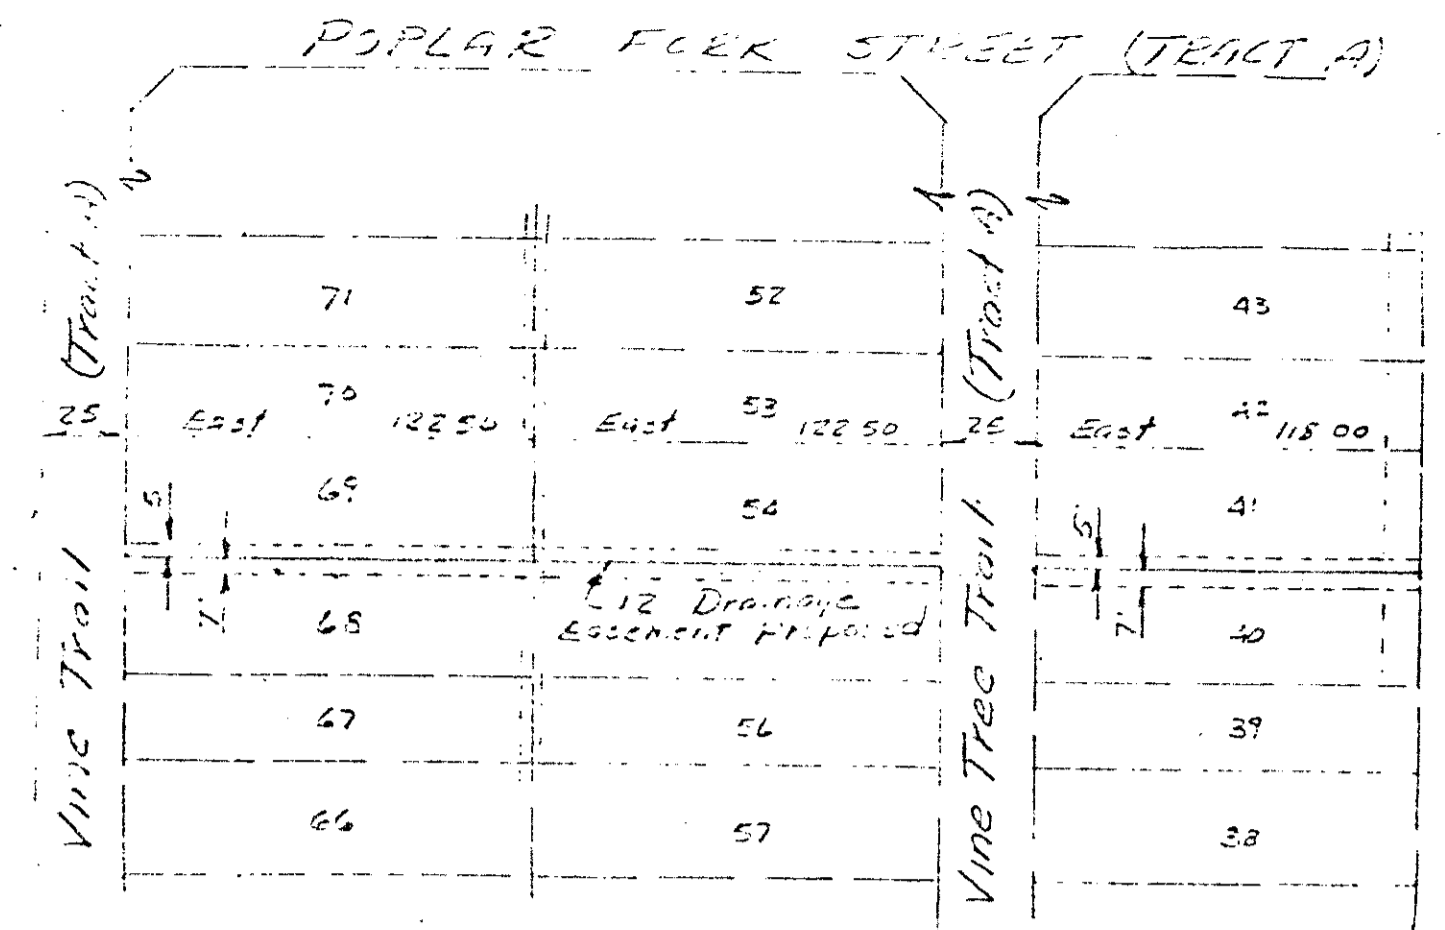 POPLAR FORK STREET (TRACT A)
Vine Trail (Tract A)
Vine Tree Trail (Tract A)
71 52 43
70 53 42
25 East 122 50 East 122 50 25 East 118 00
69 54 41
5' 5'
7' 7'
12 Drainage
Easement Proposed
68 40
67 56 39
66 57 38